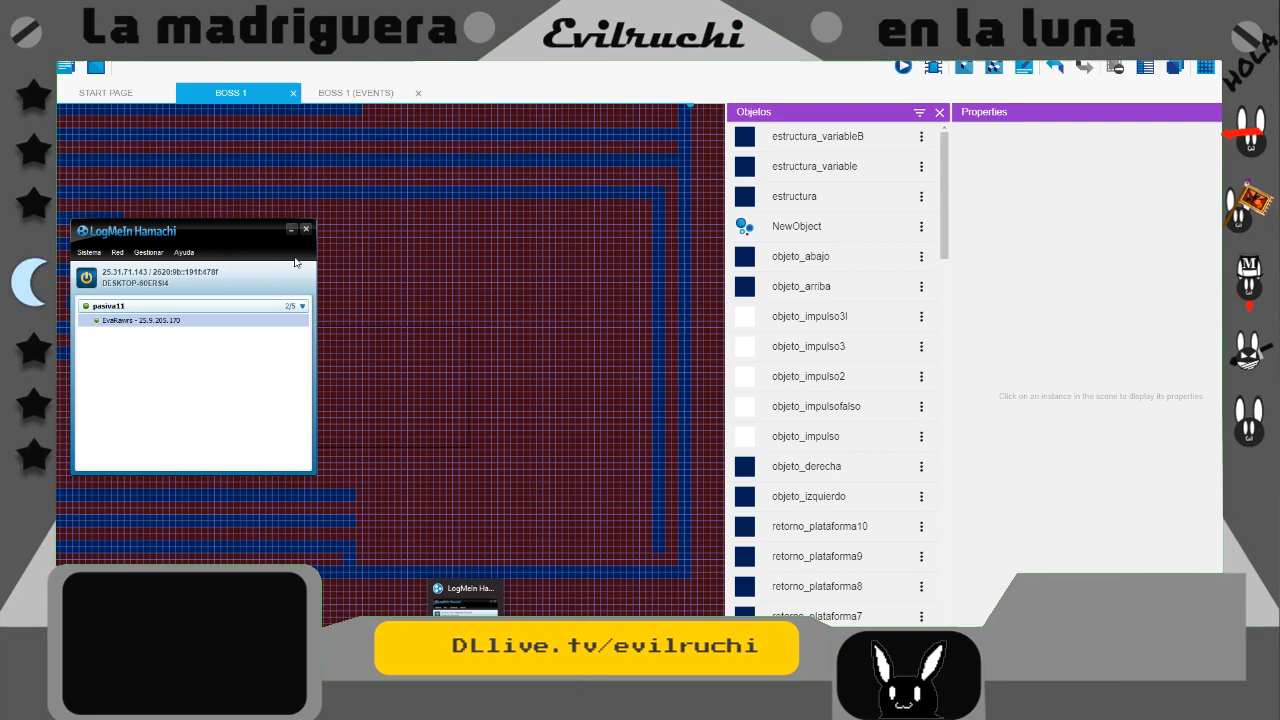 La madriguera
Evilruchi
en la luna
HOLA
START PAGE
BOSS 1
BOSS 1 (EVENTS)
Objetos
Properties
estructura_variableB
estructura_variable
estructura
NewObject
objeto_abajo
objeto_arriba
objeto_impulso3l
objeto_impulso3
objeto_impulso2
objeto_impulsofalso
objeto_impulso
objeto_derecha
objeto_izquierdo
retorno_plataforma10
retorno_plataforma9
retorno_plataforma8
retorno_plataforma7
Click on an instance in the scene to display its properties
LogMeIn Hamachi
Sistema Red Gestionar Ayuda
25.31.71.143 / 2620:9b::191f:478f
DESKTOP-60ERSI4
pasiva11 2/5
EvaRawrs - 25.9.205.170
LogMeIn Ha...
DLlive.tv/evilruchi
M